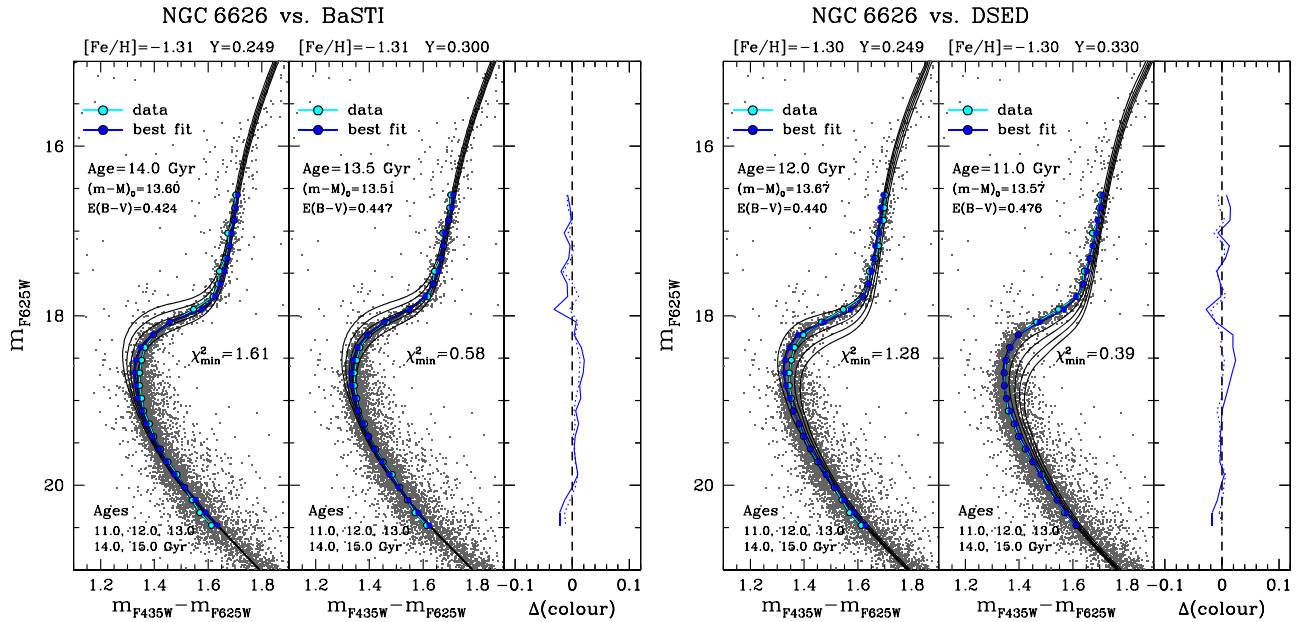 NGC 6626 vs. BaSTI
[Fe/H]=−1.31 Y=0.249
[Fe/H]=−1.31 Y=0.300
data
best fit
Age=14.0 Gyr
(m−M)₀=13.60
E(B−V)=0.424
χ²min=1.61
Ages
11.0, 12.0, 13.0
14.0, 15.0 Gyr
data
best fit
Age=13.5 Gyr
(m−M)₀=13.51
E(B−V)=0.447
χ²min=0.58
Ages
11.0, 12.0, 13.0
14.0, 15.0 Gyr
16
18
20
mF625W
1.2 1.4 1.6 1.8
1.2 1.4 1.6 1.8
−0.1 0 0.1
mF435W−mF625W
mF435W−mF625W
Δ(colour)
NGC 6626 vs. DSED
[Fe/H]=−1.30 Y=0.249
[Fe/H]=−1.30 Y=0.330
data
best fit
Age=12.0 Gyr
(m−M)₀=13.67
E(B−V)=0.440
χ²min=1.28
Ages
11.0, 12.0, 13.0
14.0, 15.0 Gyr
data
best fit
Age=11.0 Gyr
(m−M)₀=13.57
E(B−V)=0.476
χ²min=0.39
Ages
11.0, 12.0, 13.0
14.0, 15.0 Gyr
16
18
20
mF625W
1.2 1.4 1.6 1.8
1.2 1.4 1.6 1.8
−0.1 0 0.1
mF435W−mF625W
mF435W−mF625W
Δ(colour)